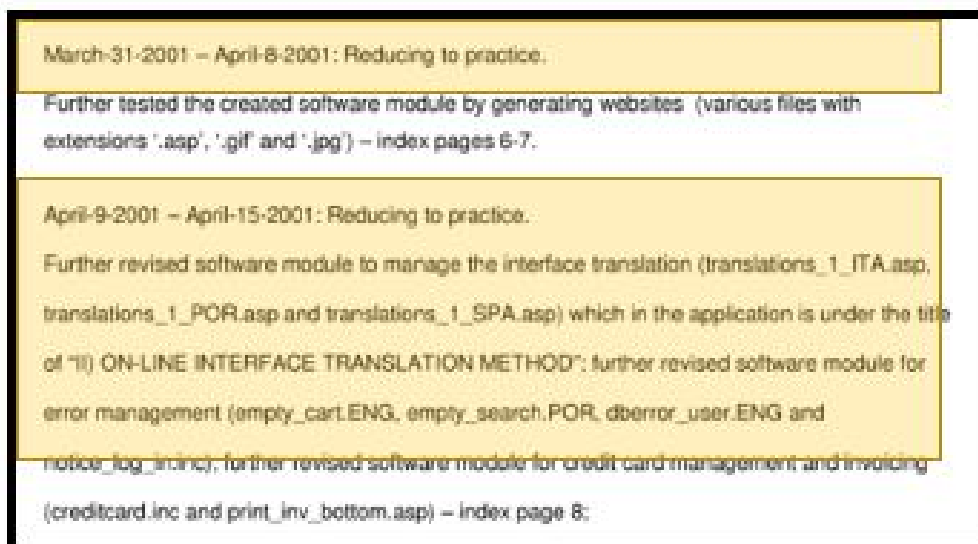 March-31-2001 – April-8-2001: Reducing to practice.
Further tested the created software module by generating websites (various files with
extensions '.asp', '.gif' and '.jpg') – index pages 6-7.
April-9-2001 – April-15-2001: Reducing to practice.
Further revised software module to manage the interface translation (translations_1_ITA.asp,
translations_1_POR.asp and translations_1_SPA.asp) which in the application is under the title
of "II) ON-LINE INTERFACE TRANSLATION METHOD"; further revised software module for
error management (empty_cart.ENG, empty_search.POR, dberror_user.ENG and
notice_log_in.inc); further revised software module for credit card management and invoicing
(creditcard.inc and print_inv_bottom.asp) – index page 8;